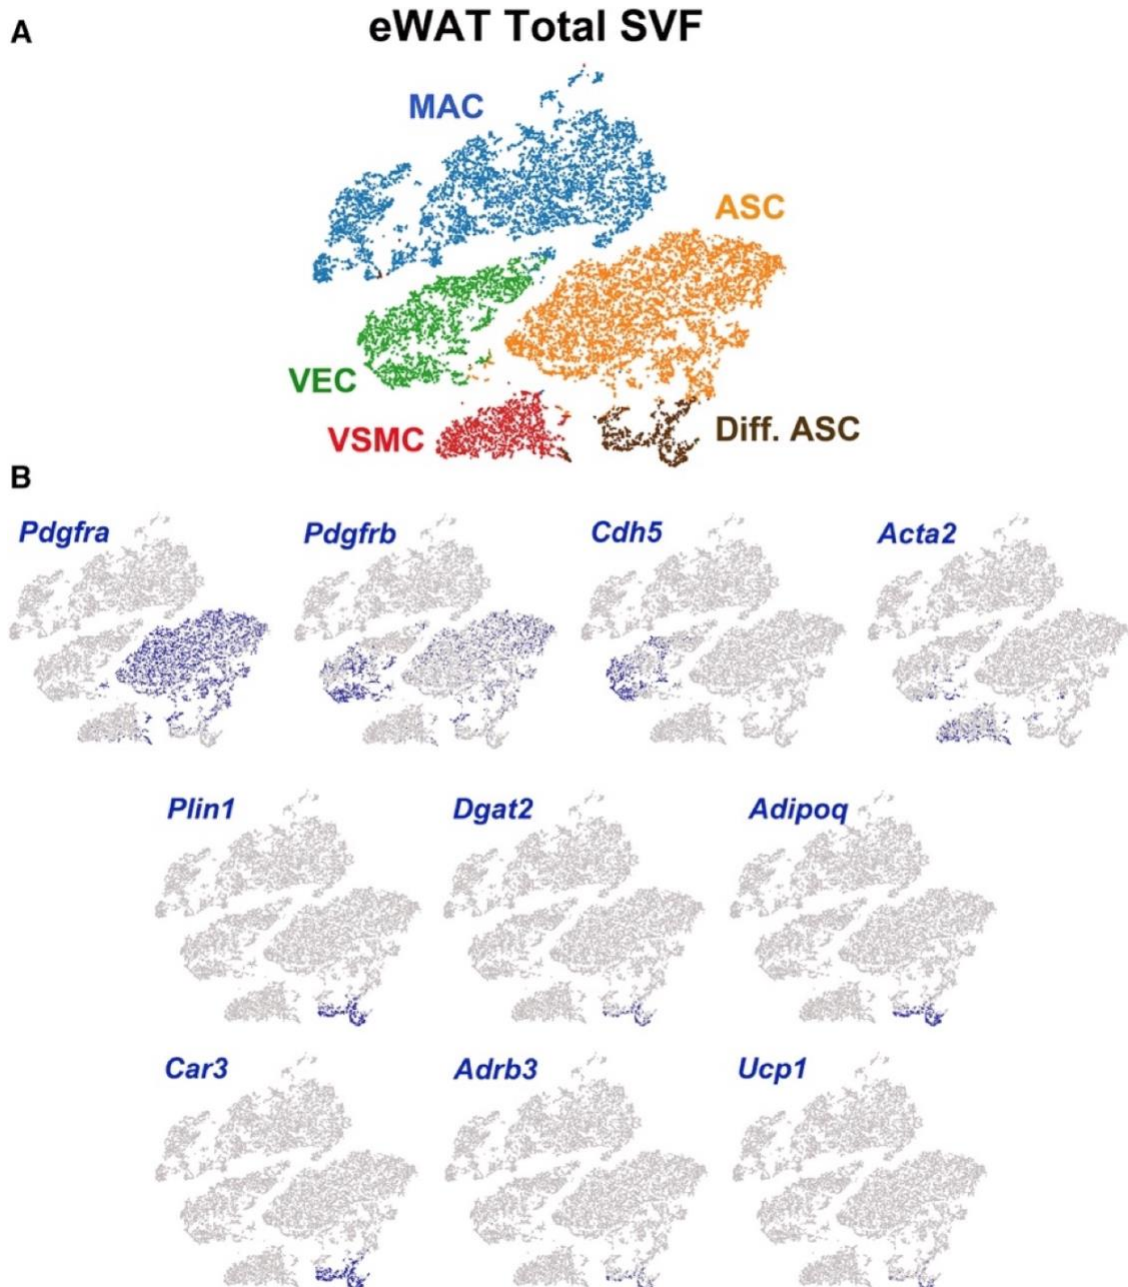 A
eWAT Total SVF
MAC
ASC
VEC
VSMC
Diff. ASC
B
Pdgfra Pdgfrb Cdh5 Acta2
Plin1 Dgat2 Adipoq
Car3 Adrb3 Ucp1